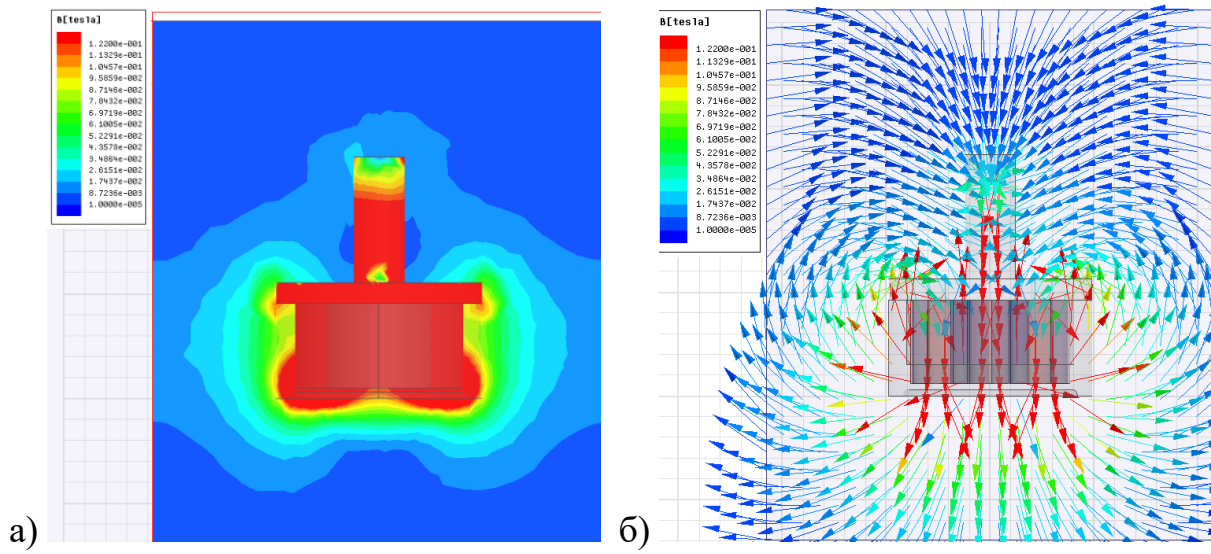 B[tesla]
1.2200e-001
1.1329e-001
1.0457e-001
9.5859e-002
8.7146e-002
7.8432e-002
6.9719e-002
6.1005e-002
5.2291e-002
4.3578e-002
3.4864e-002
2.6151e-002
1.7437e-002
8.7236e-003
1.0000e-005
а)
B[tesla]
1.2200e-001
1.1329e-001
1.0457e-001
9.5859e-002
8.7146e-002
7.8432e-002
6.9719e-002
6.1005e-002
5.2291e-002
4.3578e-002
3.4864e-002
2.6151e-002
1.7437e-002
8.7236e-003
1.0000e-005
б)